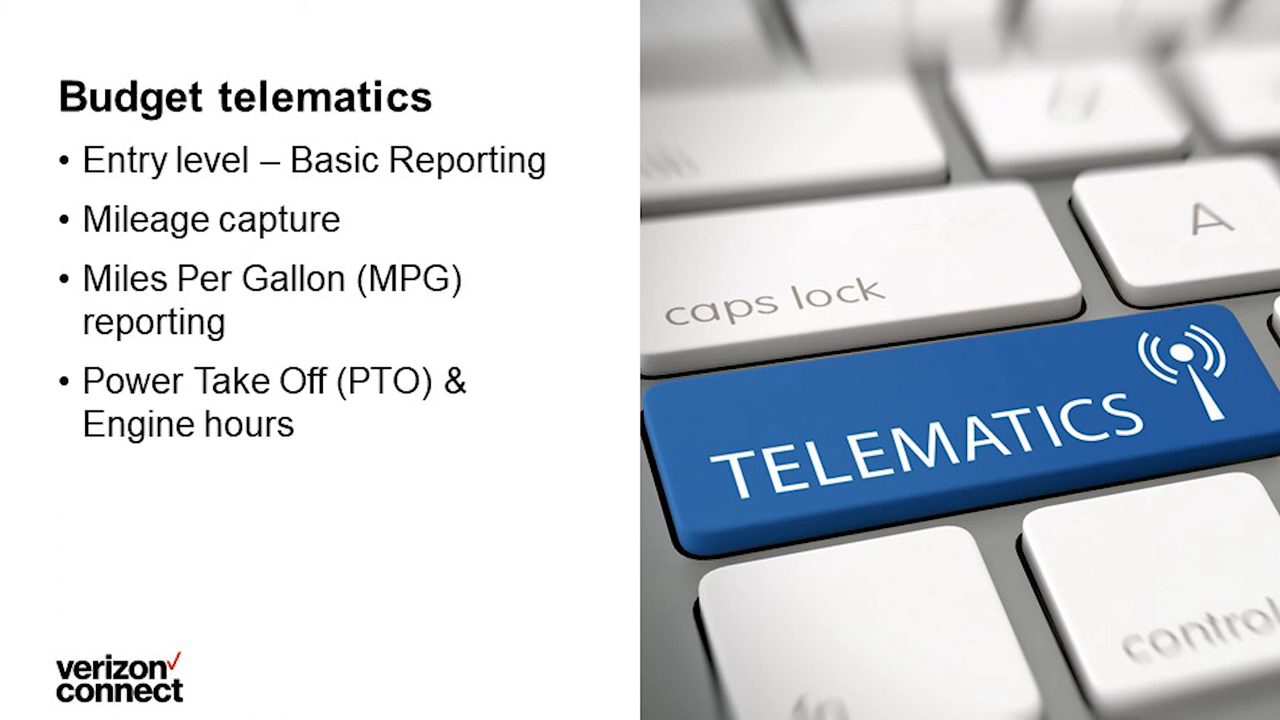 Budget telematics
• Entry level – Basic Reporting
• Mileage capture
• Miles Per Gallon (MPG)
reporting
• Power Take Off (PTO) &
Engine hours
verizon✓
connect
A
caps lock
TELEMATICS
control
fn